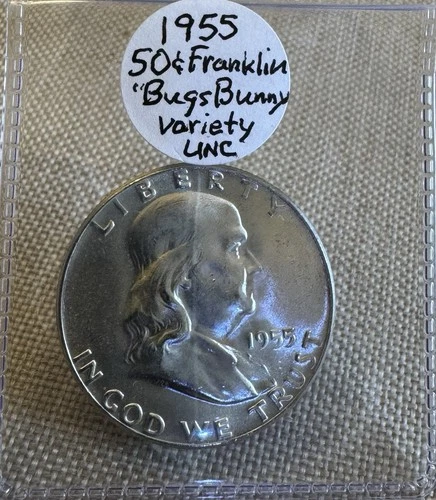 1955
50¢ Franklin
"Bugs Bunny
Variety
UNC
LIBERTY
1955
IN GOD WE TRUST